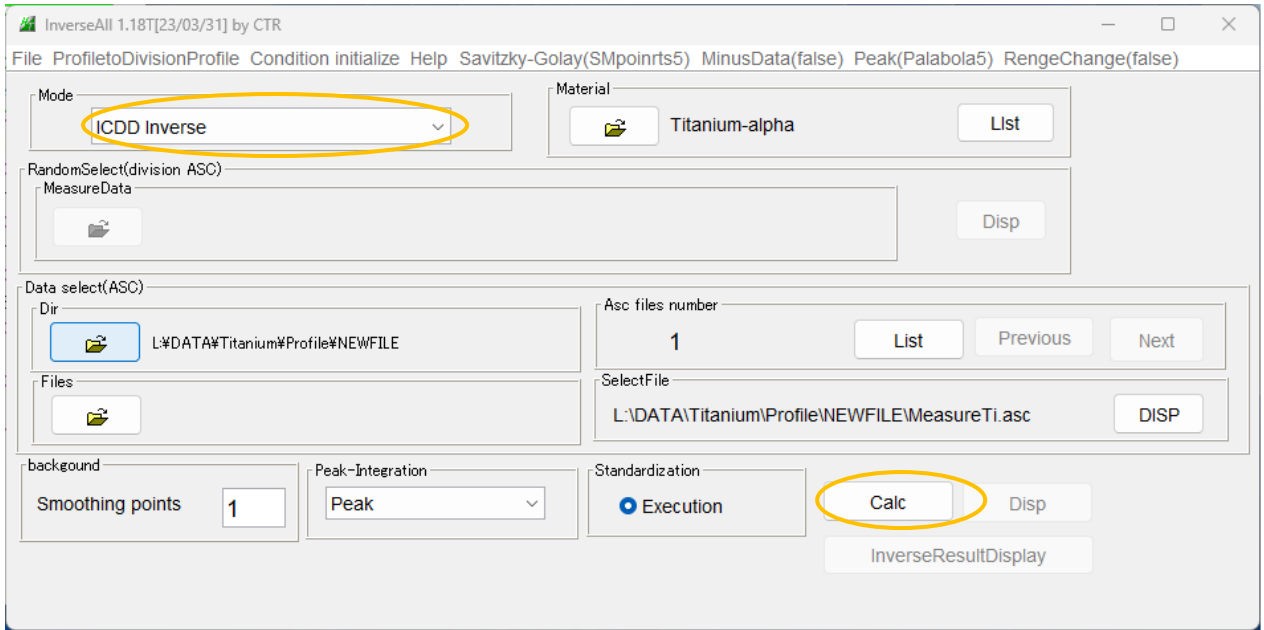 InverseAll 1.18T[23/03/31] by CTR
File ProfiletoDivisionProfile Condition initialize Help Savitzky-Golay(SMpoinrts5) MinusData(false) Peak(Palabola5) RengeChange(false)
Mode
ICDD Inverse
Material
Titanium-alpha
LIst
RandomSelect(division ASC)
MeasureData
Disp
Data select(ASC)
Dir
L:¥DATA¥Titanium¥Profile¥NEWFILE
Asc files number
1
List
Previous
Next
Files
SelectFile
L:\DATA\Titanium\Profile\NEWFILE\MeasureTi.asc
DISP
backgound
Smoothing points
1
Peak-Integration
Peak
Standardization
Execution
Calc
Disp
InverseResultDisplay